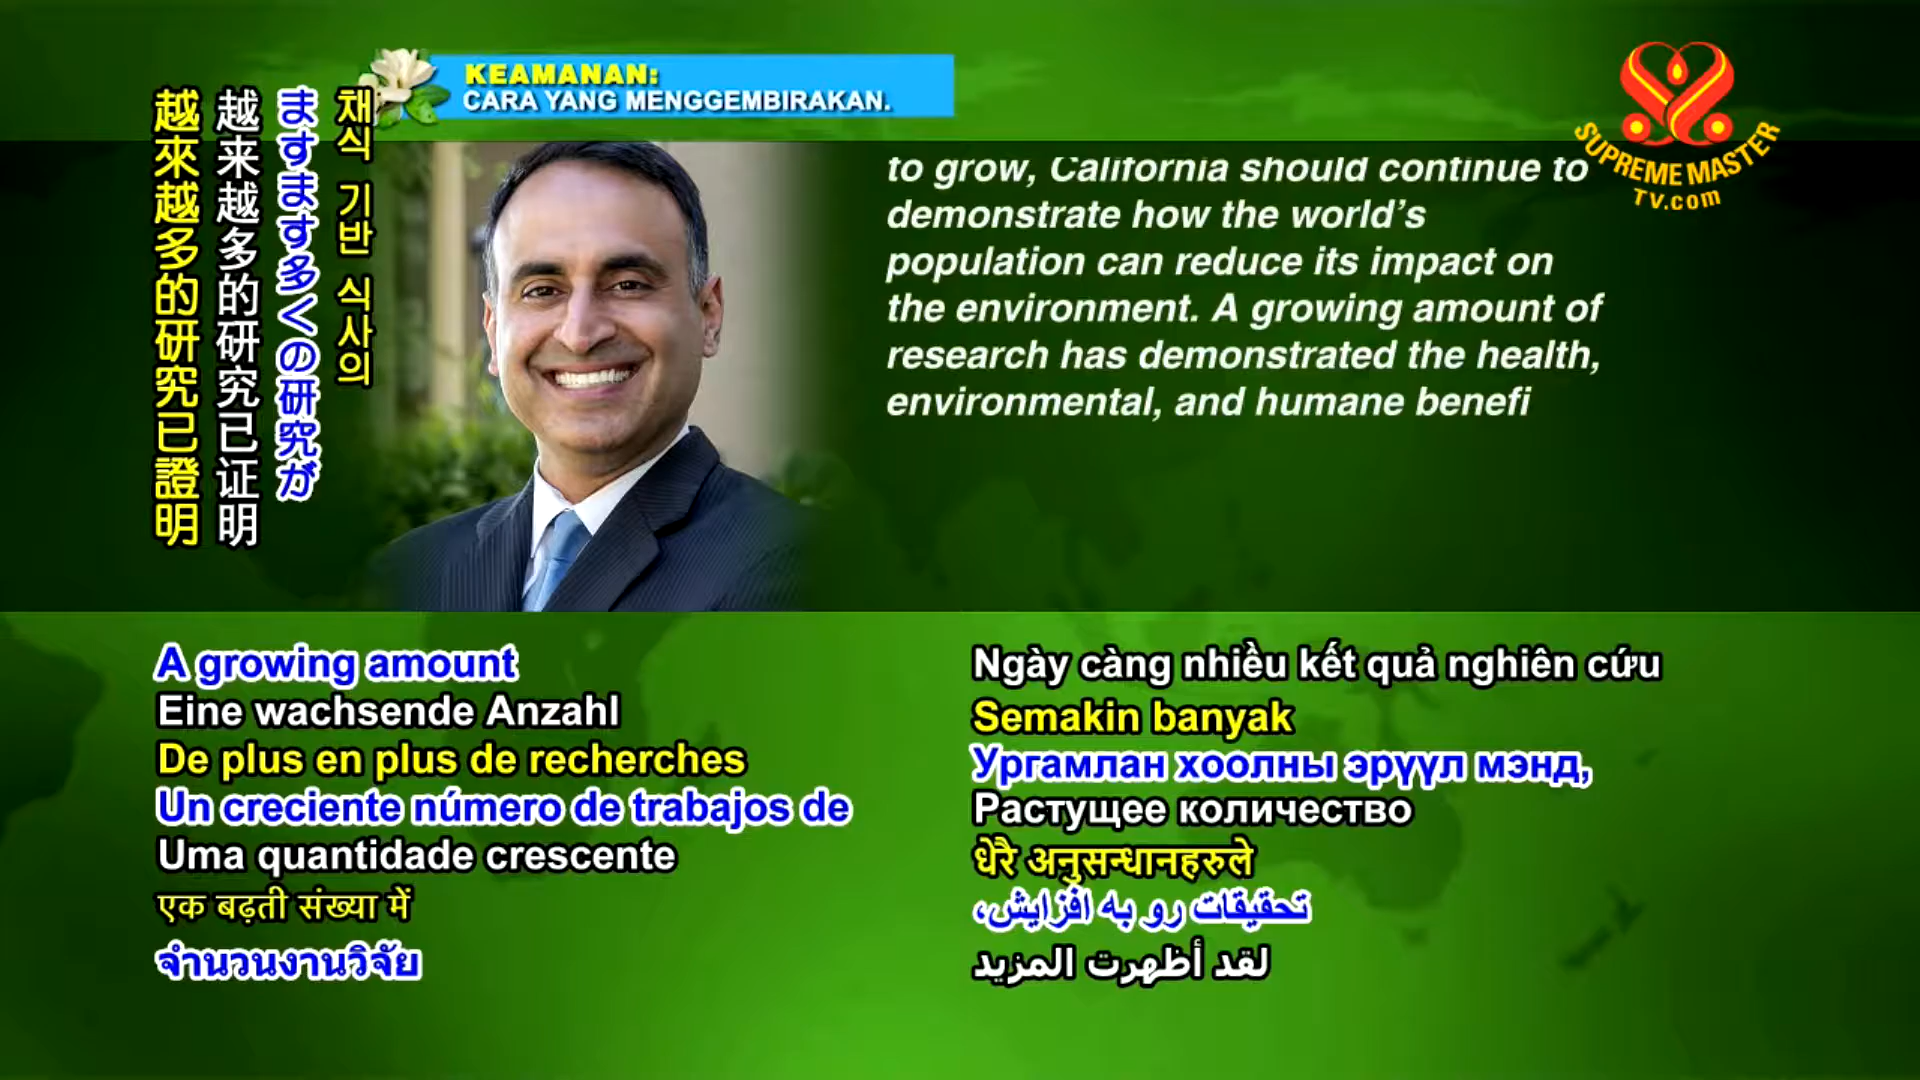 KEAMANAN:
CARA YANG MENGGEMBIRAKAN.
SUPREME MASTER
TV.com
越來越多的研究已證明
越来越多的研究已证明
ますます多くの研究が
채식 기반 식사의
to grow, California should continue to
demonstrate how the world's
population can reduce its impact on
the environment. A growing amount of
research has demonstrated the health,
environmental, and humane benefi
A growing amount
Eine wachsende Anzahl
De plus en plus de recherches
Un creciente número de trabajos de
Uma quantidade crescente
एक बढ़ती संख्या में
จำนวนงานวิจัย
Ngày càng nhiều kết quả nghiên cứu
Semakin banyak
Ургамлан хоолны эрүүл мэнд,
Растущее количество
धेरै अनुसन्धानहरुले
تحقیقات رو به افزایش،
لقد أظهرت المزيد